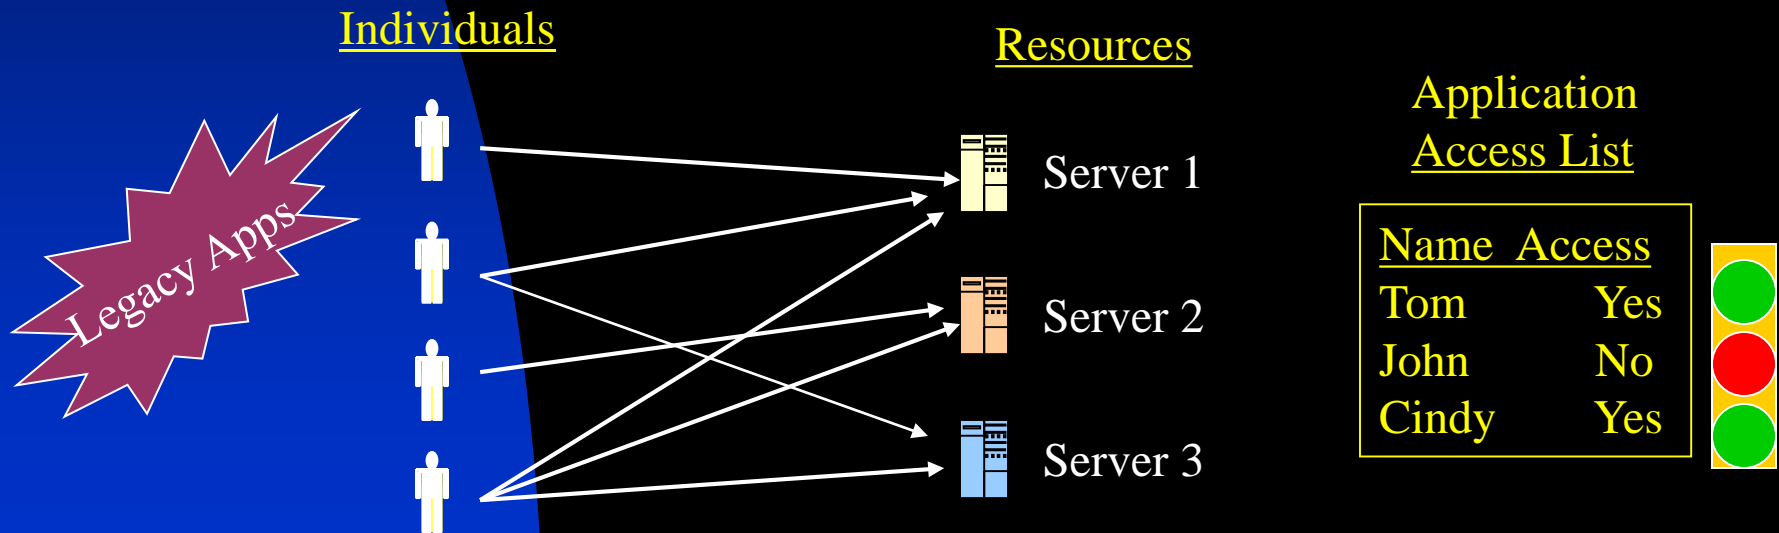 Individuals
Resources
Application
Access List
Legacy Apps
Server 1
Server 2
Server 3
Name Access
Tom Yes
John No
Cindy Yes